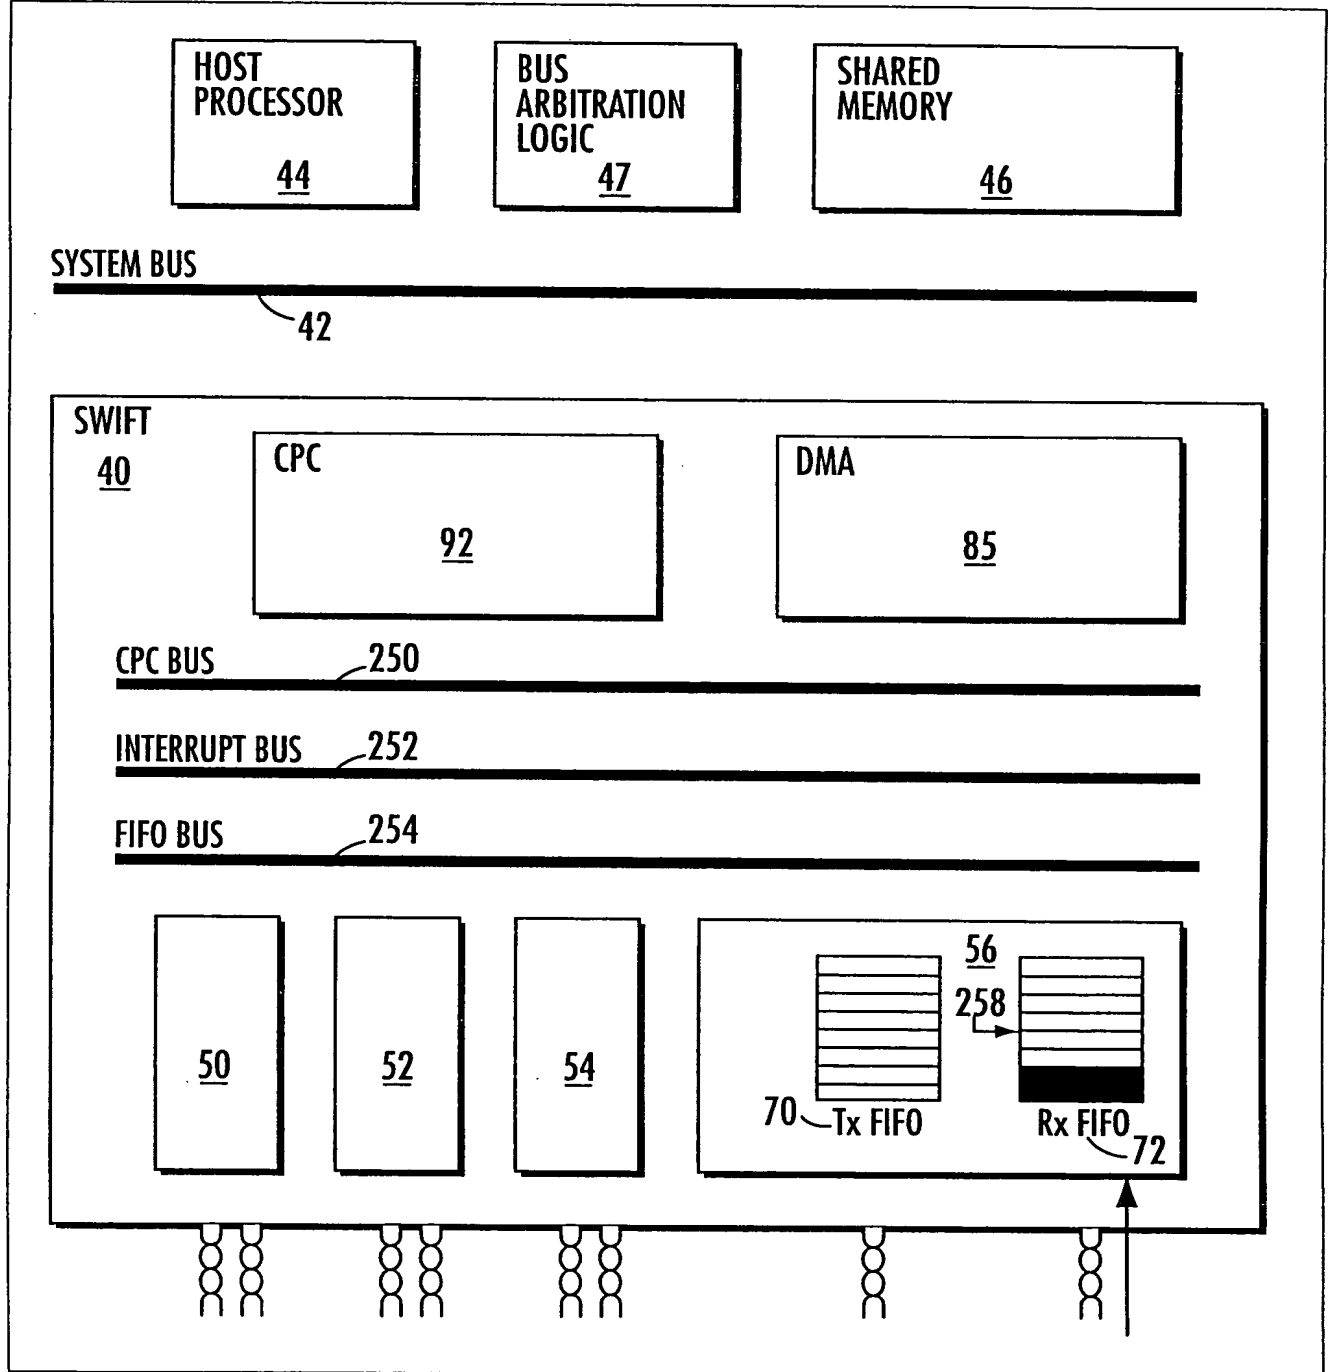 HOST
PROCESSOR
44
BUS
ARBITRATION
LOGIC
47
SHARED
MEMORY
46
SYSTEM BUS
42
SWIFT
40
CPC
92
DMA
85
CPC BUS
250
INTERRUPT BUS
252
FIFO BUS
254
50
52
54
56
258
70
Tx FIFO
Rx FIFO
72